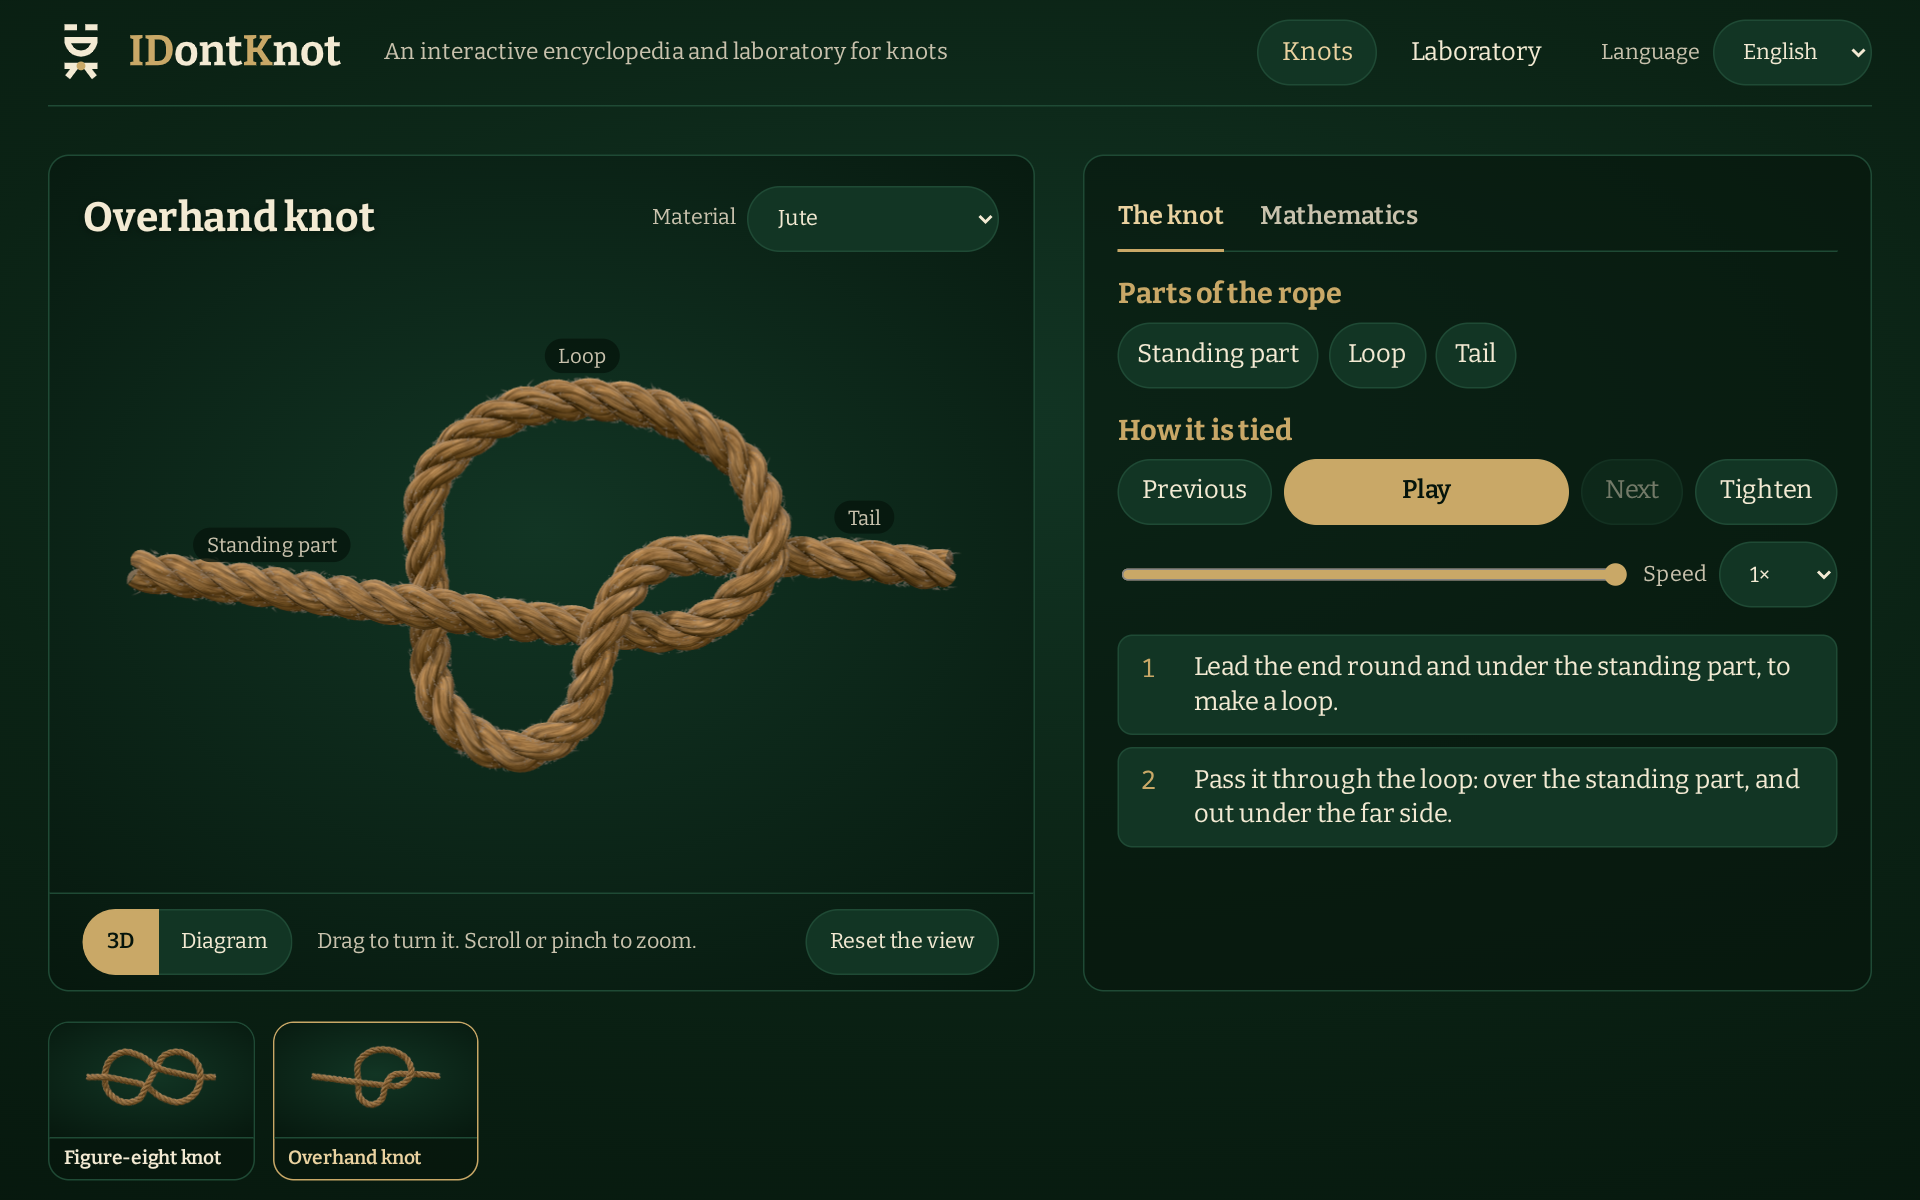 IDontKnot
An interactive encyclopedia and laboratory for knots
Knots
Laboratory
Language
English
Overhand knot
Material
Jute
Loop
Standing part
Tail
3D
Diagram
Drag to turn it. Scroll or pinch to zoom.
Reset the view
The knot
Mathematics
Parts of the rope
Standing part
Loop
Tail
How it is tied
Previous
Play
Next
Tighten
Speed
1×
1
Lead the end round and under the standing part, to
make a loop.
2
Pass it through the loop: over the standing part, and
out under the far side.
Figure-eight knot
Overhand knot